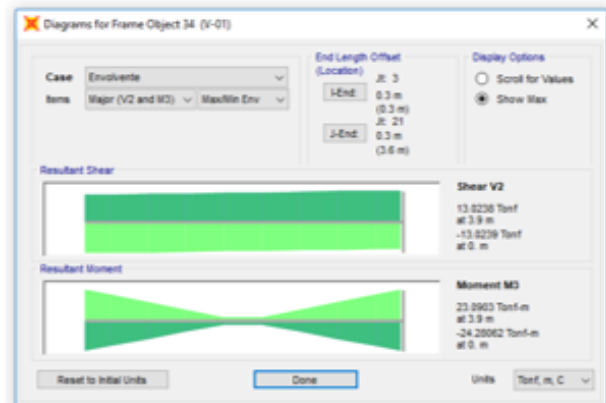 Diagrams for Frame Object 34 (V-01)
Case Envolvente
Items Major (V2 and M3) Max/Min Env
End Length Offset
(Location)
I-End: Jt: 3
0.3 m
(0.3 m)
J-End: Jt: 21
0.3 m
(3.6 m)
Display Options
Scroll for Values
Show Max
Resultant Shear
Shear V2
13.0238 Tonf
at 3.9 m
-13.0239 Tonf
at 0. m
Resultant Moment
Moment M3
23.0903 Tonf-m
at 3.9 m
-24.28062 Tonf-m
at 0. m
Reset to Initial Units
Done
Units Tonf, m, C